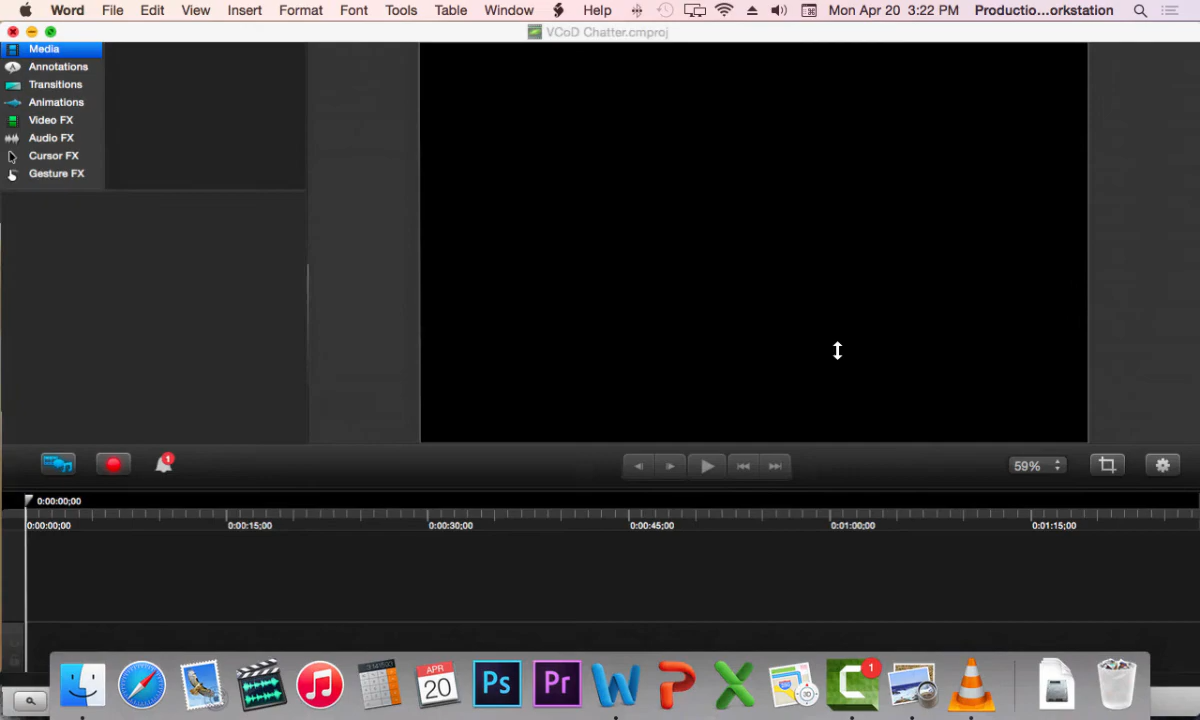 Word File Edit View Insert Format Font Tools Table Window Help Mon Apr 20 3:22 PM Productio...orkstation
VCoD Chatter.cmproj
Media
Annotations
Transitions
Animations
Video FX
Audio FX
Cursor FX
Gesture FX
1
59%
0:00:00;00
0:00:00;00 0:00:15;00 0:00:30;00 0:00:45;00 0:01:00;00 0:01:15;00
APR
20
Ps
Pr
3D
1